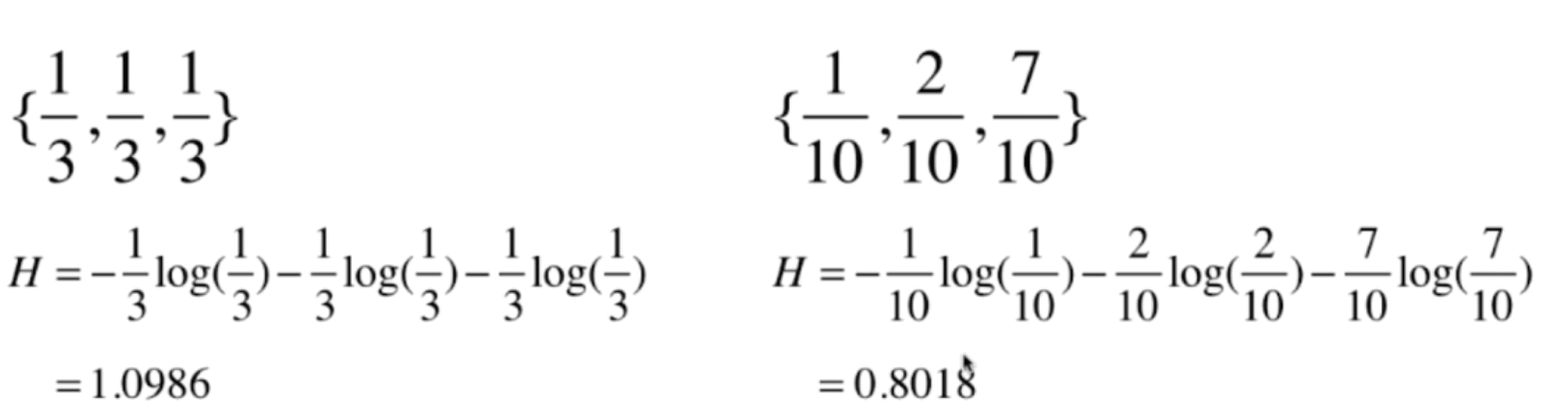 {1/3, 1/3, 1/3}
H = −1/3 log(1/3) − 1/3 log(1/3) − 1/3 log(1/3)
= 1.0986
{1/10, 2/10, 7/10}
H = −1/10 log(1/10) − 2/10 log(2/10) − 7/10 log(7/10)
= 0.8018